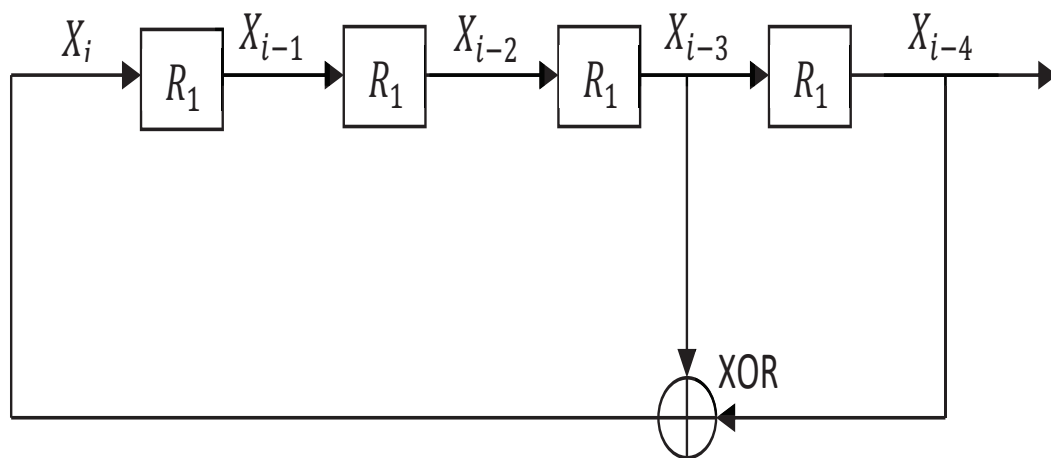 X_i X_{i−1} X_{i−2} X_{i−3} X_{i−4}
R_1 R_1 R_1 R_1
XOR